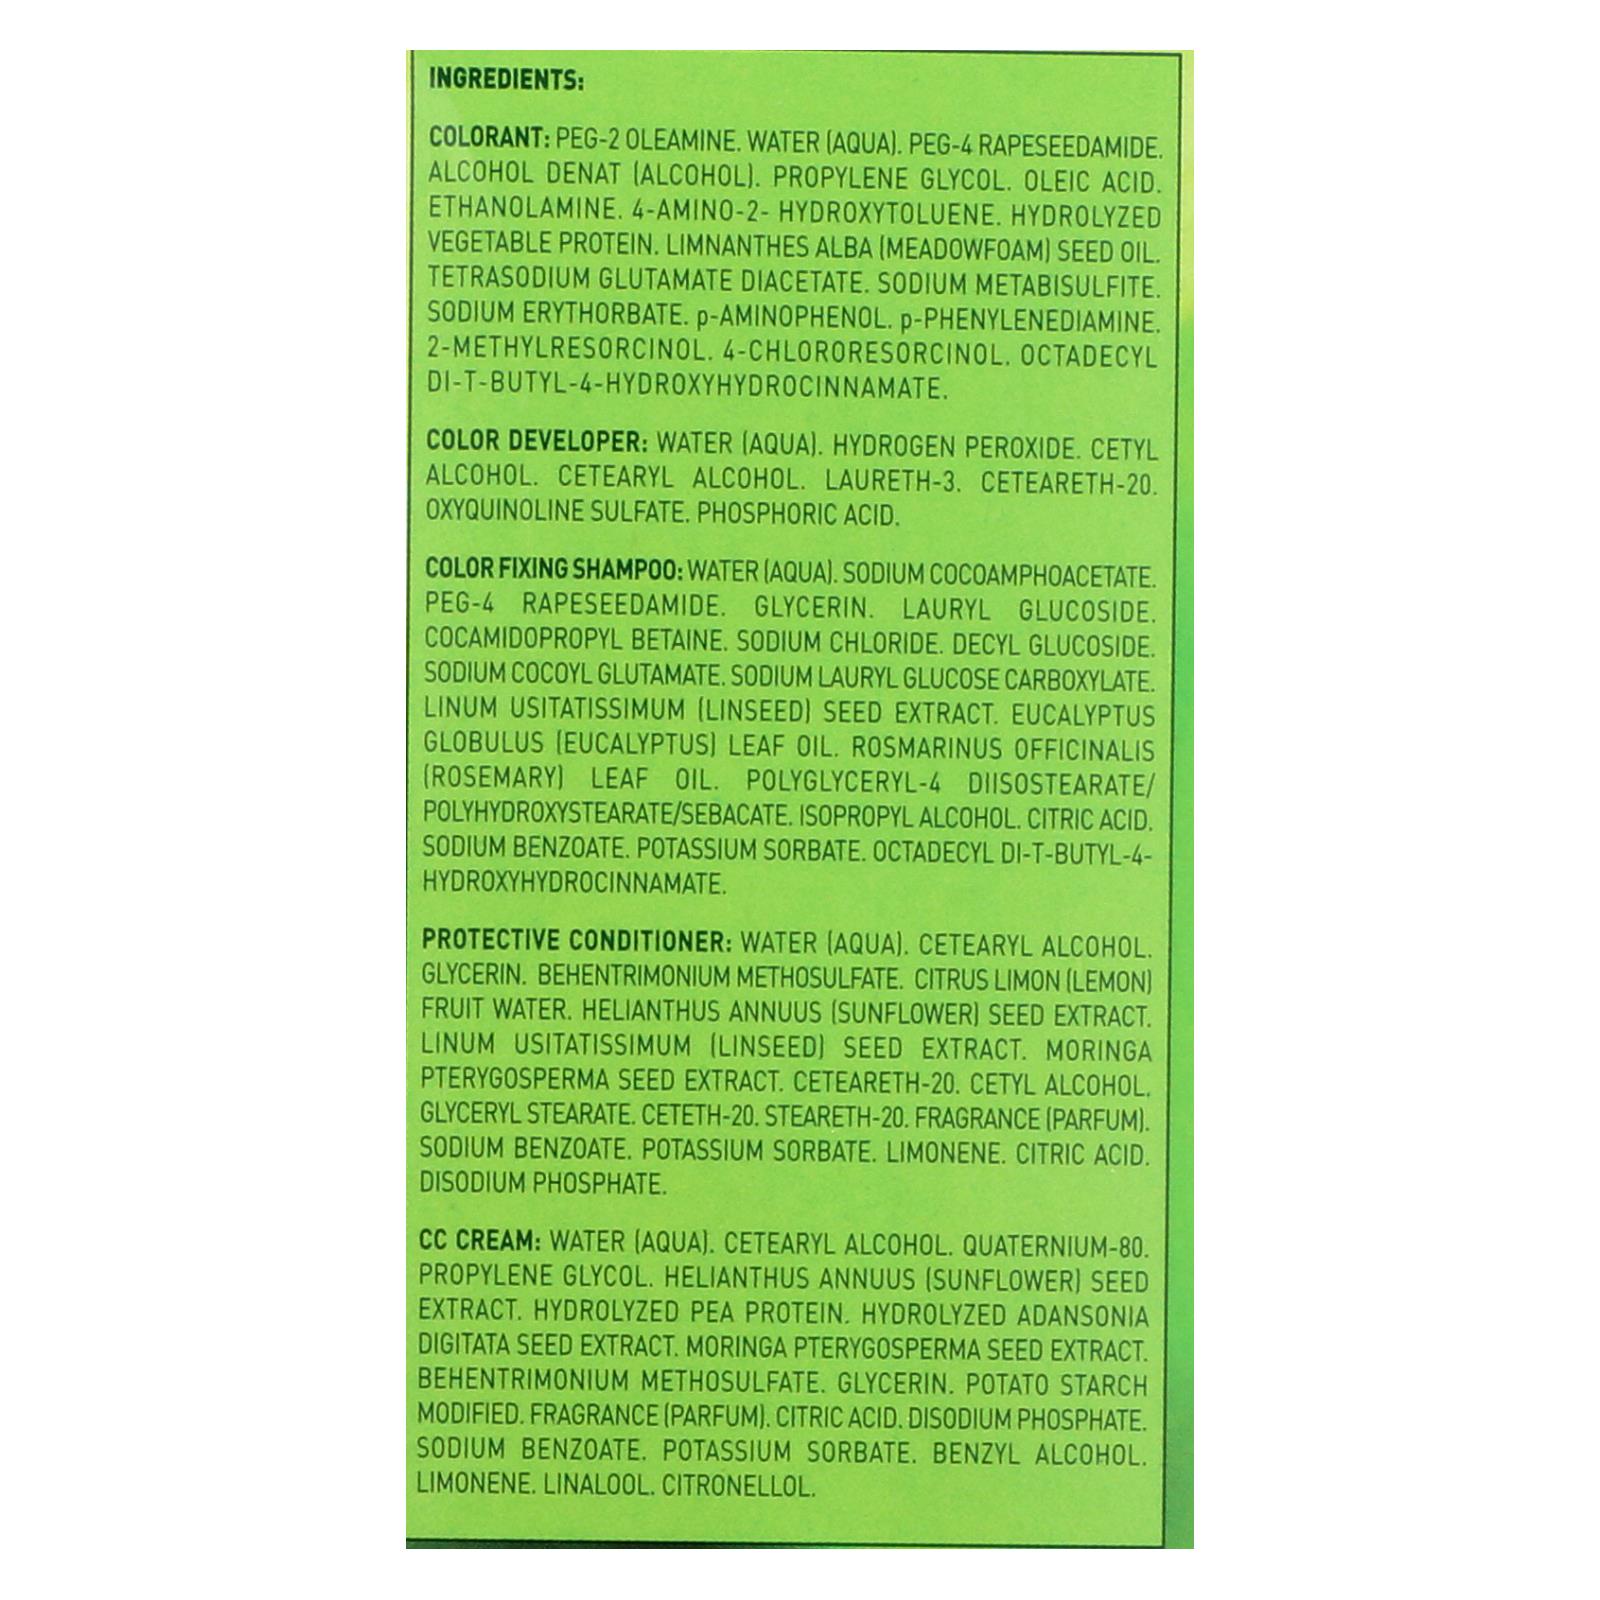 INGREDIENTS:
COLORANT: PEG-2 OLEAMINE. WATER (AQUA). PEG-4 RAPESEEDAMIDE.
ALCOHOL DENAT (ALCOHOL). PROPYLENE GLYCOL. OLEIC ACID.
ETHANOLAMINE. 4-AMINO-2- HYDROXYTOLUENE. HYDROLYZED
VEGETABLE PROTEIN. LIMNANTHES ALBA (MEADOWFOAM) SEED OIL.
TETRASODIUM GLUTAMATE DIACETATE. SODIUM METABISULFITE.
SODIUM ERYTHORBATE. p-AMINOPHENOL. p-PHENYLENEDIAMINE.
2-METHYLRESORCINOL. 4-CHLORORESORCINOL. OCTADECYL
DI-T-BUTYL-4-HYDROXYHYDROCINNAMATE.
COLOR DEVELOPER: WATER (AQUA). HYDROGEN PEROXIDE. CETYL
ALCOHOL. CETEARYL ALCOHOL. LAURETH-3. CETEARETH-20.
OXYQUINOLINE SULFATE. PHOSPHORIC ACID.
COLOR FIXING SHAMPOO: WATER (AQUA). SODIUM COCOAMPHOACETATE.
PEG-4 RAPESEEDAMIDE. GLYCERIN. LAURYL GLUCOSIDE.
COCAMIDOPROPYL BETAINE. SODIUM CHLORIDE. DECYL GLUCOSIDE.
SODIUM COCOYL GLUTAMATE. SODIUM LAURYL GLUCOSE CARBOXYLATE.
LINUM USITATISSIMUM (LINSEED) SEED EXTRACT. EUCALYPTUS
GLOBULUS (EUCALYPTUS) LEAF OIL. ROSMARINUS OFFICINALIS
(ROSEMARY) LEAF OIL. POLYGLYCERYL-4 DIISOSTEARATE/
POLYHYDROXYSTEARATE/SEBACATE. ISOPROPYL ALCOHOL. CITRIC ACID.
SODIUM BENZOATE. POTASSIUM SORBATE. OCTADECYL DI-T-BUTYL-4-
HYDROXYHYDROCINNAMATE.
PROTECTIVE CONDITIONER: WATER (AQUA). CETEARYL ALCOHOL.
GLYCERIN. BEHENTRIMONIUM METHOSULFATE. CITRUS LIMON (LEMON)
FRUIT WATER. HELIANTHUS ANNUUS (SUNFLOWER) SEED EXTRACT.
LINUM USITATISSIMUM (LINSEED) SEED EXTRACT. MORINGA
PTERYGOSPERMA SEED EXTRACT. CETEARETH-20. CETYL ALCOHOL.
GLYCERYL STEARATE. CETETH-20. STEARETH-20. FRAGRANCE (PARFUM).
SODIUM BENZOATE. POTASSIUM SORBATE. LIMONENE. CITRIC ACID.
DISODIUM PHOSPHATE.
CC CREAM: WATER (AQUA). CETEARYL ALCOHOL. QUATERNIUM-80.
PROPYLENE GLYCOL. HELIANTHUS ANNUUS (SUNFLOWER) SEED
EXTRACT. HYDROLYZED PEA PROTEIN. HYDROLYZED ADANSONIA
DIGITATA SEED EXTRACT. MORINGA PTERYGOSPERMA SEED EXTRACT.
BEHENTRIMONIUM METHOSULFATE. GLYCERIN. POTATO STARCH
MODIFIED. FRAGRANCE (PARFUM). CITRIC ACID. DISODIUM PHOSPHATE.
SODIUM BENZOATE. POTASSIUM SORBATE. BENZYL ALCOHOL.
LIMONENE. LINALOOL. CITRONELLOL.